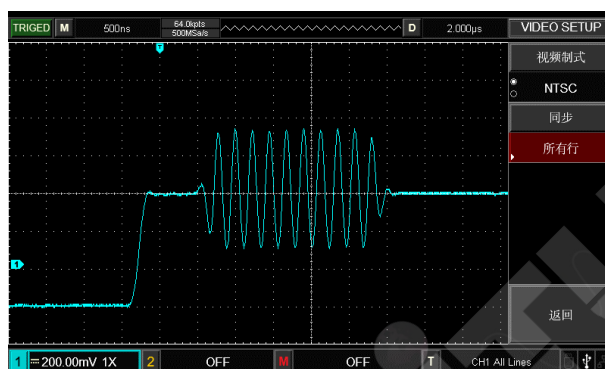 TRIGED M 500ns 64.0kpts 500MSa/s D 2.000μs VIDEO SETUP
视频制式
NTSC
同步
所有行
T
1
返回
1 200.00mV 1X 2 OFF M OFF T CH1 All Lines